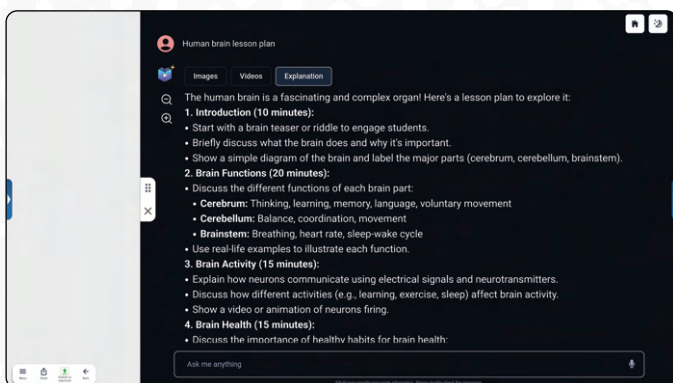 Human brain lesson plan
Images
Videos
Explanation
The human brain is a fascinating and complex organ! Here's a lesson plan to explore it:
1. Introduction (10 minutes):
• Start with a brain teaser or riddle to engage students.
• Briefly discuss what the brain does and why it's important.
• Show a simple diagram of the brain and label the major parts (cerebrum, cerebellum, brainstem).
2. Brain Functions (20 minutes):
• Discuss the different functions of each brain part:
• Cerebrum: Thinking, learning, memory, language, voluntary movement
• Cerebellum: Balance, coordination, movement
• Brainstem: Breathing, heart rate, sleep-wake cycle
• Use real-life examples to illustrate each function.
3. Brain Activity (15 minutes):
• Explain how neurons communicate using electrical signals and neurotransmitters.
• Discuss how different activities (e.g., learning, exercise, sleep) affect brain activity.
• Show a video or animation of neurons firing.
4. Brain Health (15 minutes):
• Discuss the importance of healthy habits for brain health:
Ask me anything